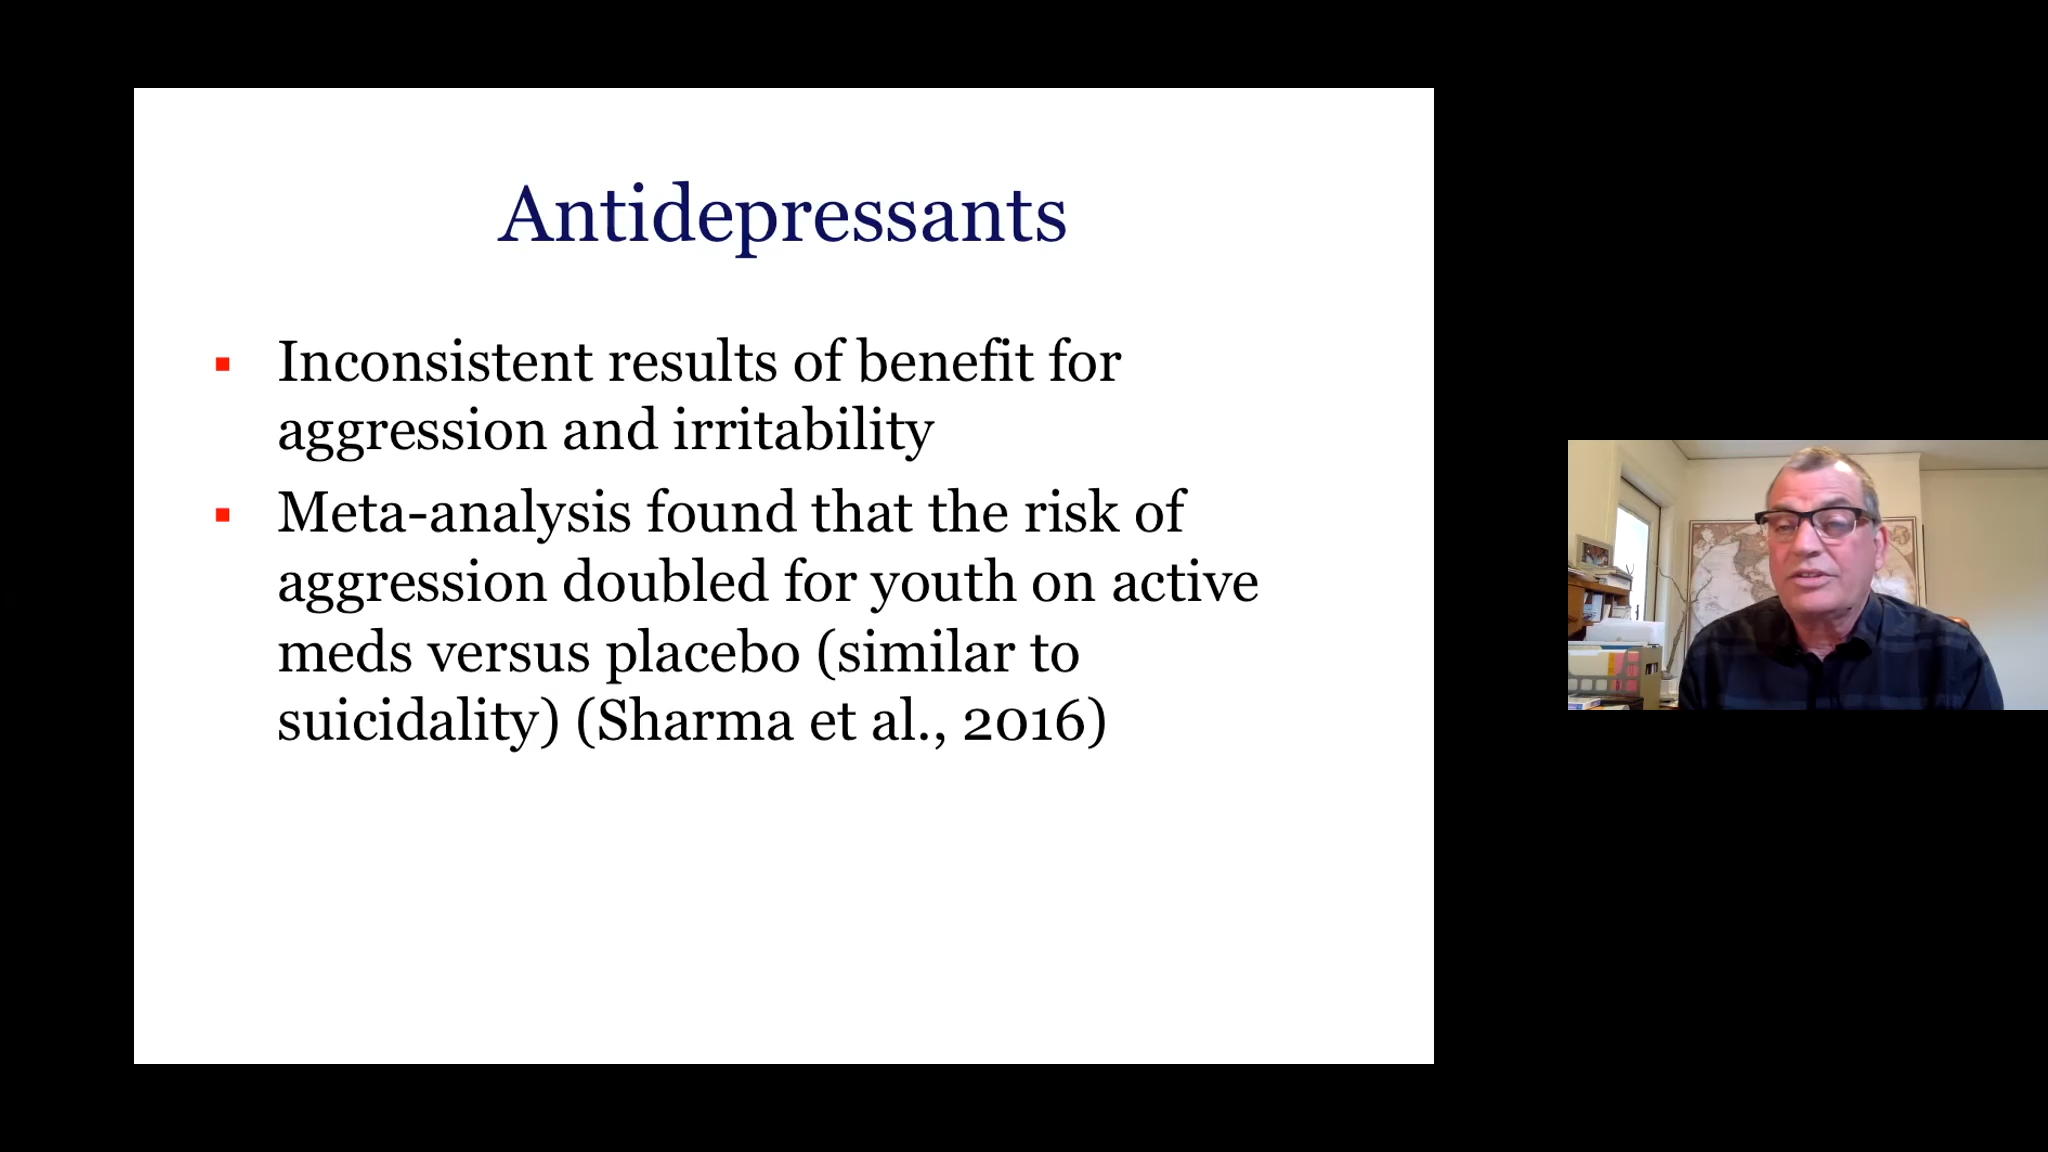 Antidepressants
▪ Inconsistent results of benefit for
aggression and irritability
▪ Meta-analysis found that the risk of
aggression doubled for youth on active
meds versus placebo (similar to
suicidality) (Sharma et al., 2016)